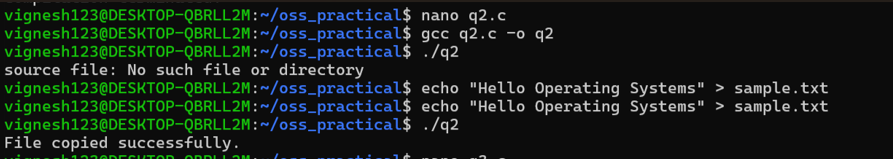 vignesh123@DESKTOP-QBRLL2M:~/oss_practical$ nano q2.c
vignesh123@DESKTOP-QBRLL2M:~/oss_practical$ gcc q2.c -o q2
vignesh123@DESKTOP-QBRLL2M:~/oss_practical$ ./q2
source file: No such file or directory
vignesh123@DESKTOP-QBRLL2M:~/oss_practical$ echo "Hello Operating Systems" > sample.txt
vignesh123@DESKTOP-QBRLL2M:~/oss_practical$ echo "Hello Operating Systems" > sample.txt
vignesh123@DESKTOP-QBRLL2M:~/oss_practical$ ./q2
File copied successfully.